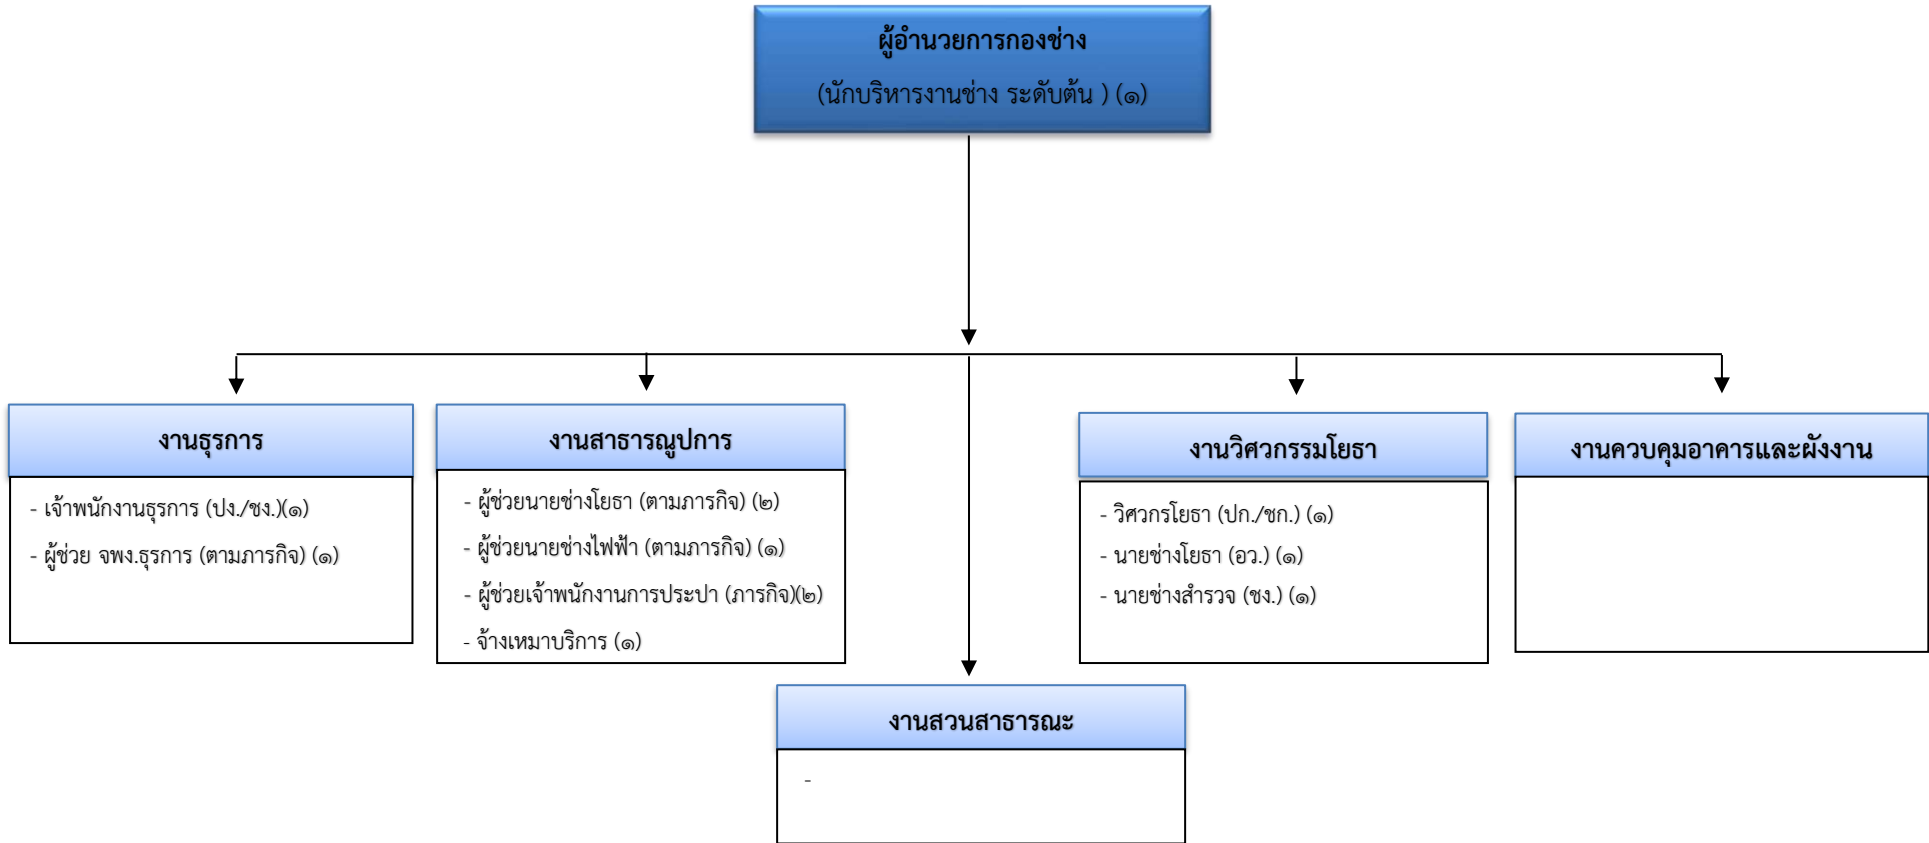 ผู้อำนวยการกองช่าง
(นักบริหารงานช่าง ระดับต้น ) (๑)
งานธุรการ
- เจ้าพนักงานธุรการ (ปง./ชง.)(๑)
- ผู้ช่วย จพง.ธุรการ (ตามภารกิจ) (๑)
งานสาธารณูปการ
- ผู้ช่วยนายช่างโยธา (ตามภารกิจ) (๒)
- ผู้ช่วยนายช่างไฟฟ้า (ตามภารกิจ) (๑)
- ผู้ช่วยเจ้าพนักงานการประปา (ภารกิจ)(๒)
- จ้างเหมาบริการ (๑)
งานวิศวกรรมโยธา
- วิศวกรโยธา (ปก./ชก.) (๑)
- นายช่างโยธา (อว.) (๑)
- นายช่างสำรวจ (ชง.) (๑)
งานควบคุมอาคารและผังงาน
งานสวนสาธารณะ
-